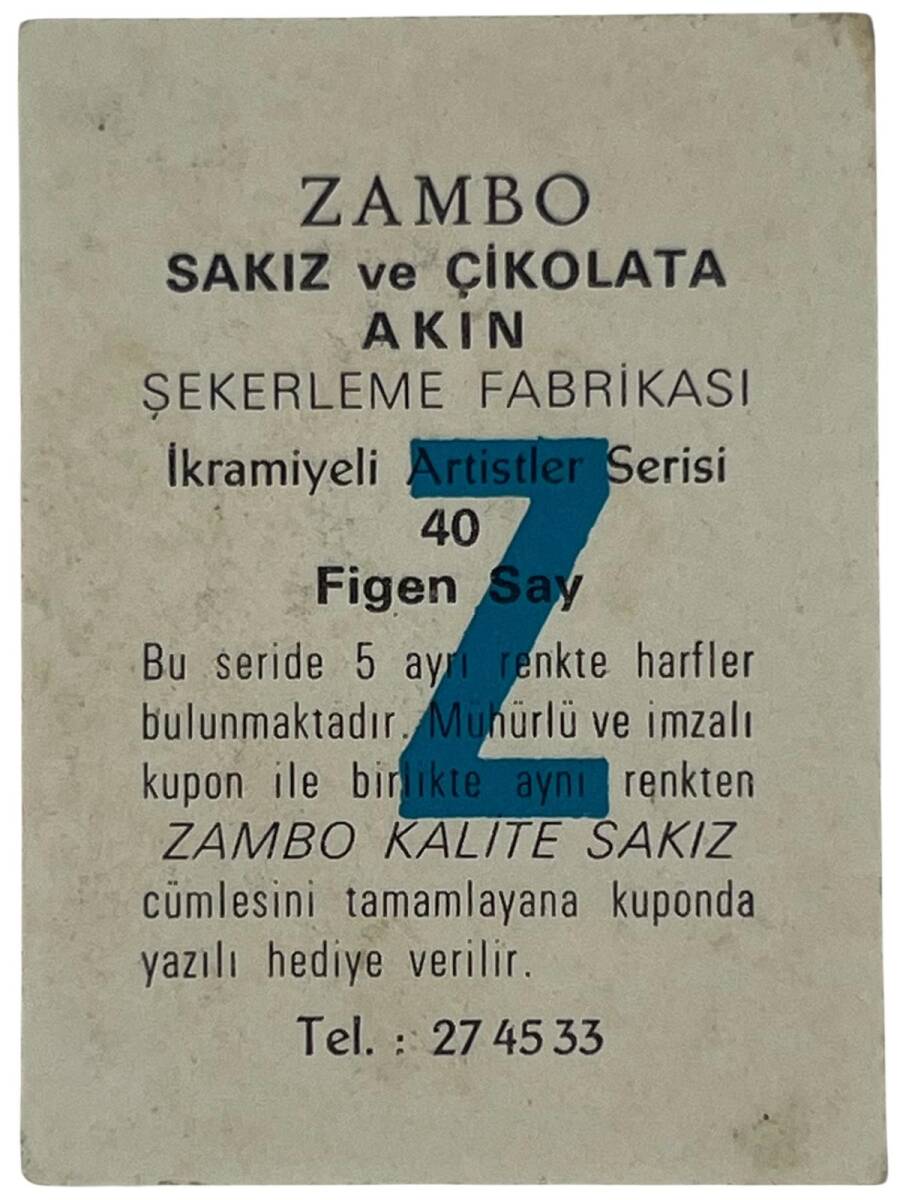 ZAMBO
SAKIZ ve ÇİKOLATA
AKIN
ŞEKERLEME FABRİKASI
İkramiyeli Artistler Serisi
40
Figen Say
Z
Bu seride 5 ayrı renkte harfler
bulunmaktadır. Mühürlü ve imzalı
kupon ile birlikte aynı renkten
ZAMBO KALİTE SAKIZ
cümlesini tamamlayana kuponda
yazılı hediye verilir.
Tel. : 27 45 33